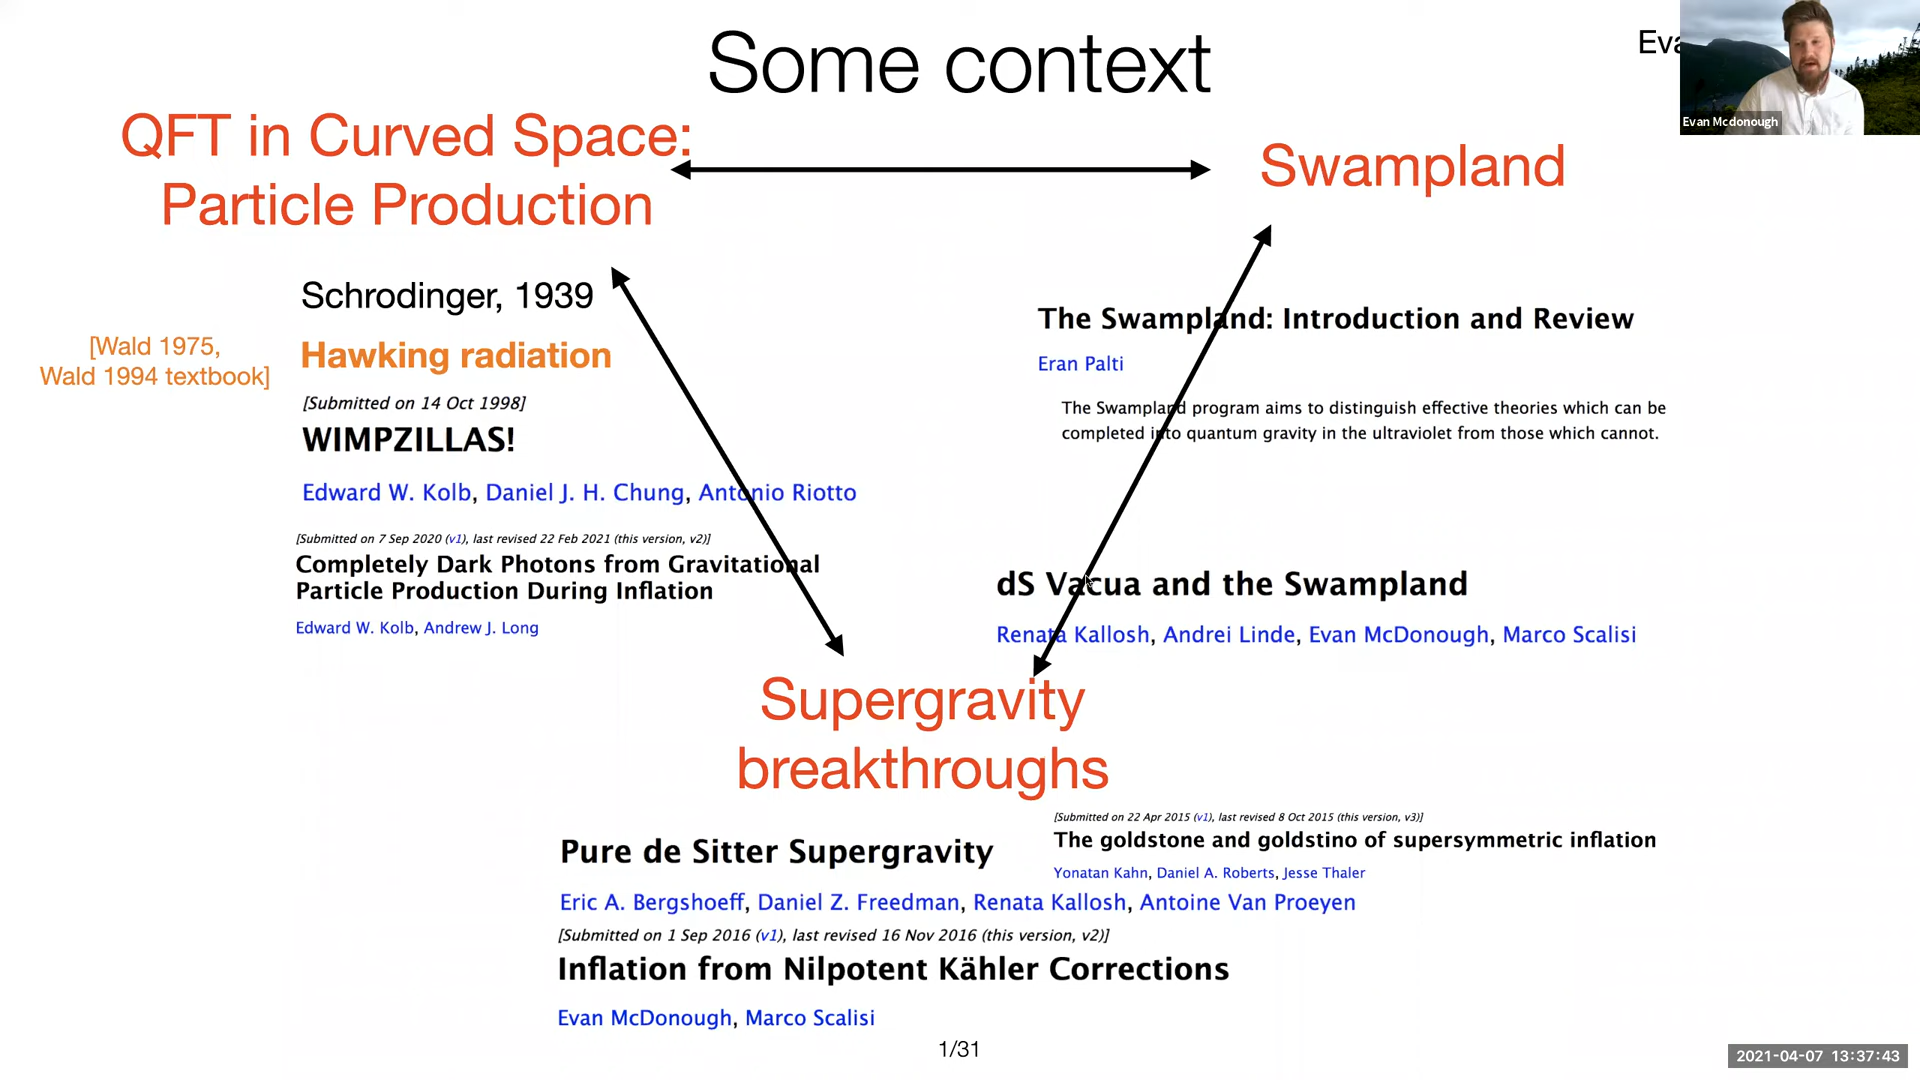 Some context
Eva
Evan Mcdonough
QFT in Curved Space:
Particle Production
Swampland
Schrodinger, 1939
[Wald 1975,
Wald 1994 textbook]
Hawking radiation
[Submitted on 14 Oct 1998]
WIMPZILLAS!
Edward W. Kolb, Daniel J. H. Chung, Antonio Riotto
[Submitted on 7 Sep 2020 (v1), last revised 22 Feb 2021 (this version, v2)]
Completely Dark Photons from Gravitational
Particle Production During Inflation
Edward W. Kolb, Andrew J. Long
The Swampland: Introduction and Review
Eran Palti
The Swampland program aims to distinguish effective theories which can be
completed into quantum gravity in the ultraviolet from those which cannot.
dS Vacua and the Swampland
Renata Kallosh, Andrei Linde, Evan McDonough, Marco Scalisi
Supergravity
breakthroughs
[Submitted on 22 Apr 2015 (v1), last revised 8 Oct 2015 (this version, v3)]
The goldstone and goldstino of supersymmetric inflation
Yonatan Kahn, Daniel A. Roberts, Jesse Thaler
Pure de Sitter Supergravity
Eric A. Bergshoeff, Daniel Z. Freedman, Renata Kallosh, Antoine Van Proeyen
[Submitted on 1 Sep 2016 (v1), last revised 16 Nov 2016 (this version, v2)]
Inflation from Nilpotent Kähler Corrections
Evan McDonough, Marco Scalisi
1/31
2021-04-07 13:37:43